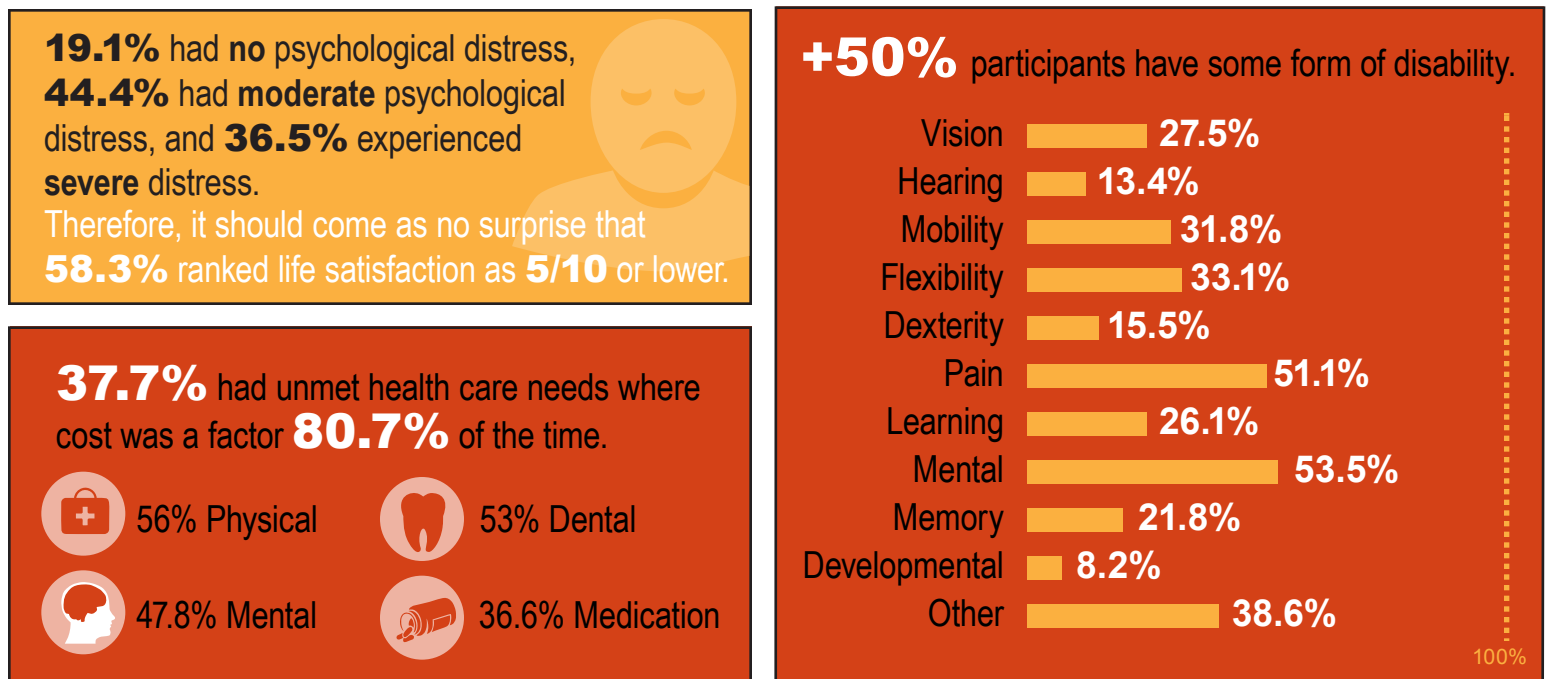 19.1% had no psychological distress,
44.4% had moderate psychological
distress, and 36.5% experienced
severe distress.
Therefore, it should come as no surprise that
58.3% ranked life satisfaction as 5/10 or lower.
37.7% had unmet health care needs where
cost was a factor 80.7% of the time.
56% Physical
53% Dental
47.8% Mental
36.6% Medication
+50% participants have some form of disability.
Vision 27.5%
Hearing 13.4%
Mobility 31.8%
Flexibility 33.1%
Dexterity 15.5%
Pain 51.1%
Learning 26.1%
Mental 53.5%
Memory 21.8%
Developmental 8.2%
Other 38.6%
100%